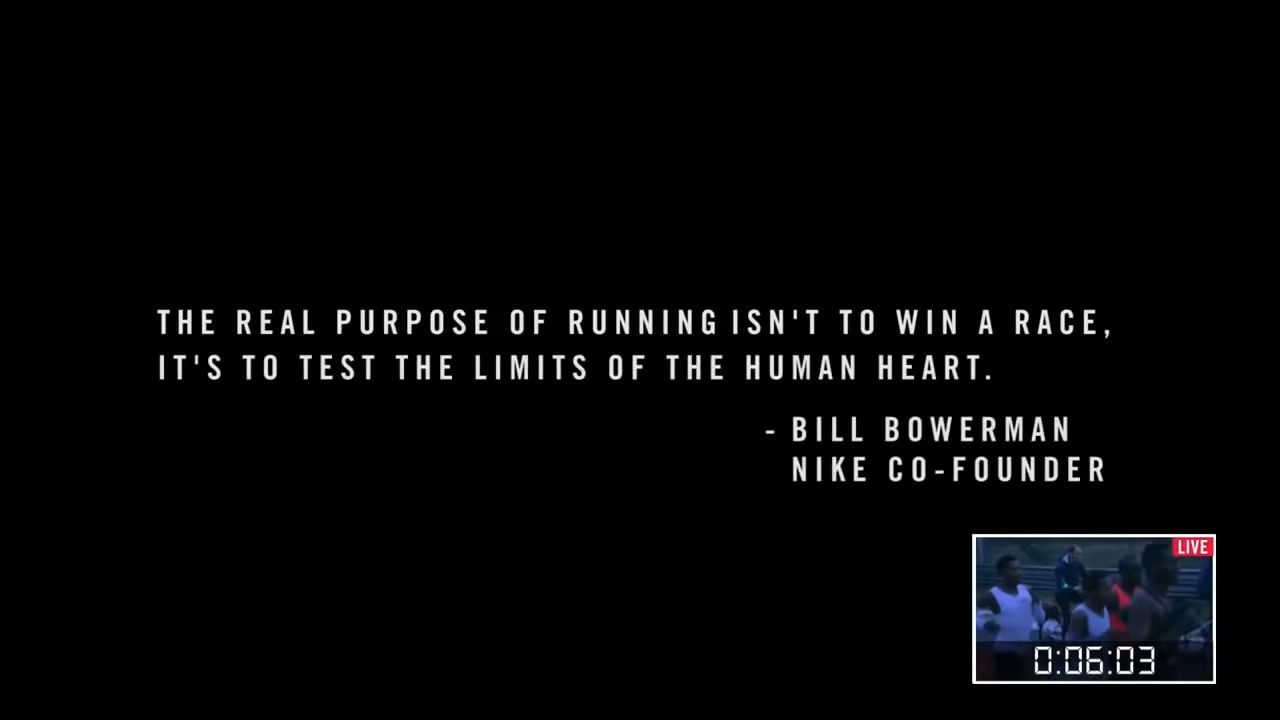 THE REAL PURPOSE OF RUNNING ISN'T TO WIN A RACE,
IT'S TO TEST THE LIMITS OF THE HUMAN HEART.
- BILL BOWERMAN
NIKE CO-FOUNDER
LIVE
0:06:03